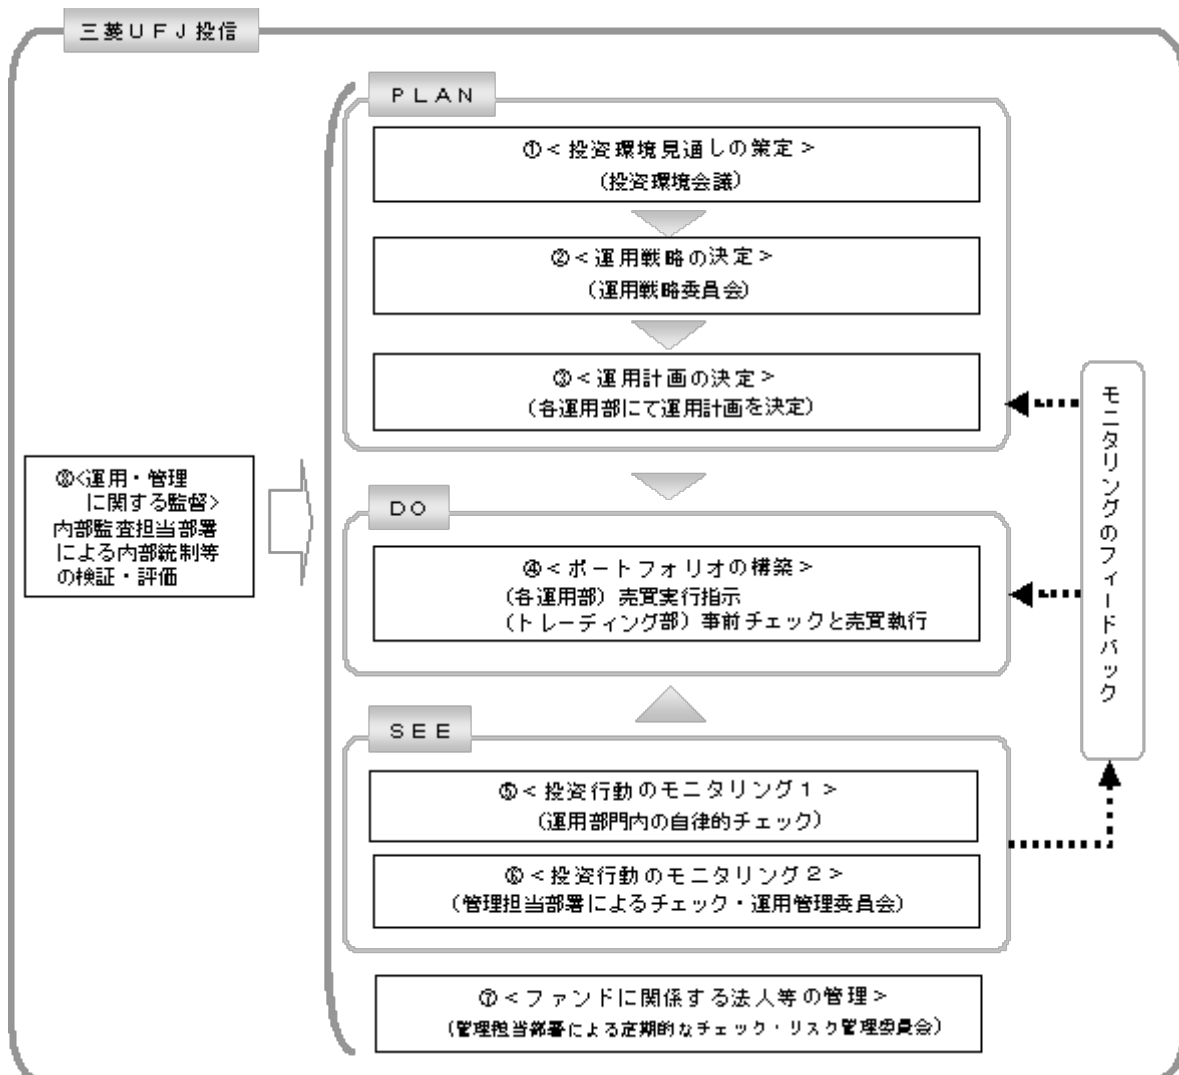 三菱UFJ投信
PLAN
①<投資環境見通しの策定>
(投資環境会議)
②<運用戦略の決定>
(運用戦略委員会)
③<運用計画の決定>
(各運用部にて運用計画を決定)
⑧<運用・管理
に関する監督>
内部監査担当部署
による内部統制等
の検証・評価
DO
④<ポートフォリオの構築>
(各運用部) 売買実行指示
(トレーディング部) 事前チェックと売買執行
モニタリングのフィードバック
SEE
⑤<投資行動のモニタリング1>
(運用部門内の自律的チェック)
⑥<投資行動のモニタリング2>
(管理担当部署によるチェック・運用管理委員会)
⑦<ファンドに関係する法人等の管理>
(管理担当部署による定期的なチェック・リスク管理委員会)